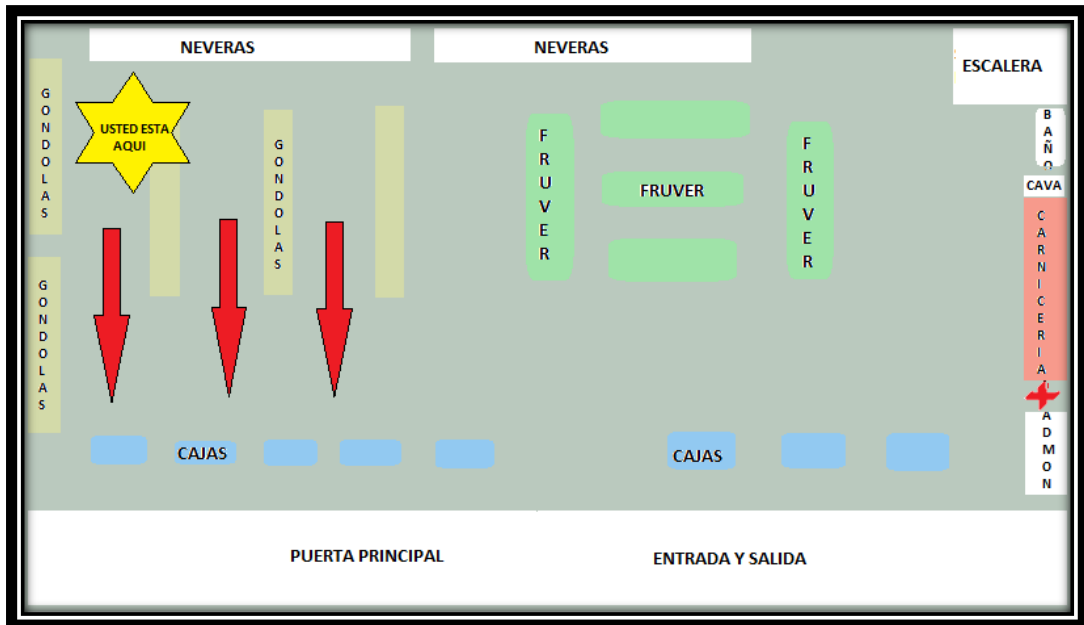 NEVERAS
NEVERAS
ESCALERA
GONDOLAS
USTED ESTA
AQUI
GONDOLAS
FRUVER
FRUVER
FRUVER
BAÑO
CAVA
CARNICERIA
GONDOLAS
CAJAS
CAJAS
ADMON
PUERTA PRINCIPAL
ENTRADA Y SALIDA